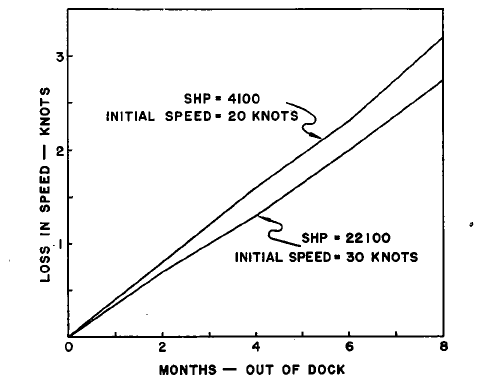 3
SHP = 4100
INITIAL SPEED = 20 KNOTS
2
LOSS IN SPEED — KNOTS
1
SHP = 22100
INITIAL SPEED = 30 KNOTS
0 2 4 6 8
MONTHS — OUT OF DOCK